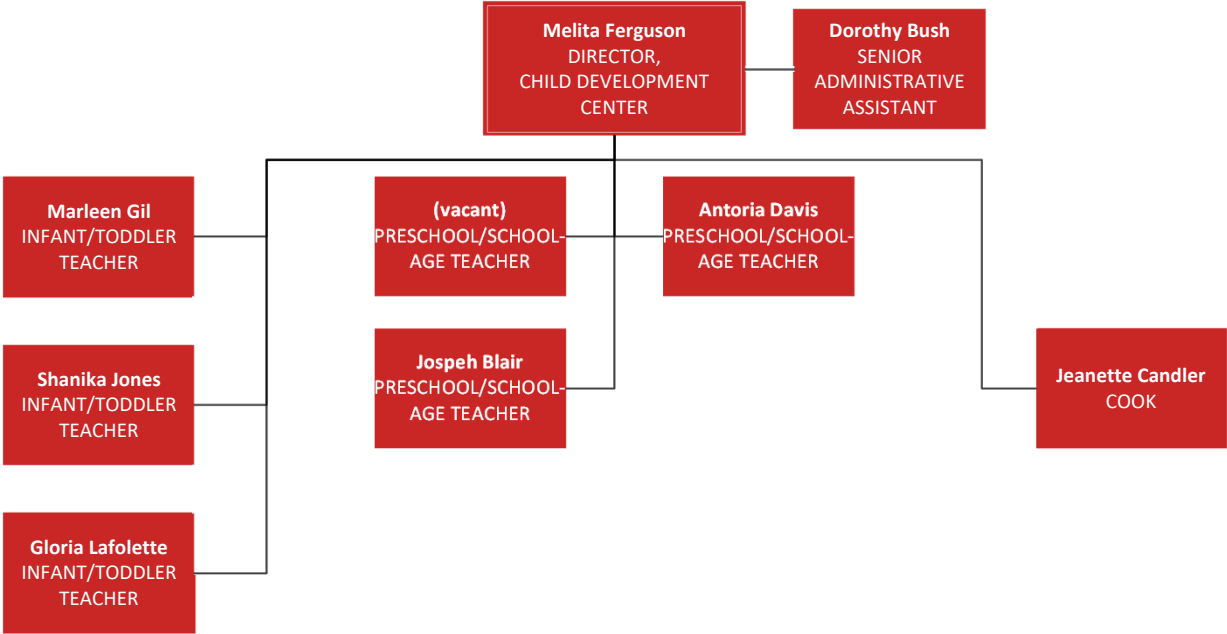 Melita Ferguson
DIRECTOR,
CHILD DEVELOPMENT
CENTER
Dorothy Bush
SENIOR
ADMINISTRATIVE
ASSISTANT
Marleen Gil
INFANT/TODDLER
TEACHER
(vacant)
PRESCHOOL/SCHOOL-
AGE TEACHER
Antoria Davis
PRESCHOOL/SCHOOL-
AGE TEACHER
Shanika Jones
INFANT/TODDLER
TEACHER
Jospeh Blair
PRESCHOOL/SCHOOL-
AGE TEACHER
Jeanette Candler
COOK
Gloria Lafolette
INFANT/TODDLER
TEACHER